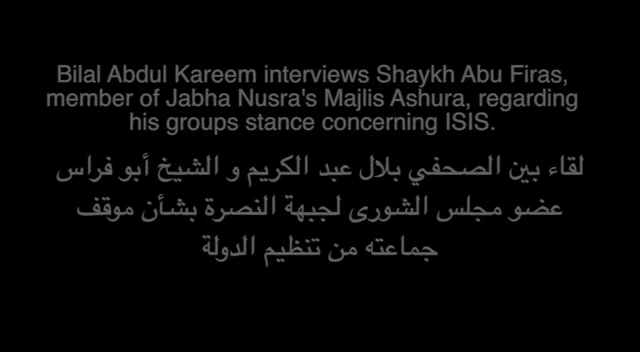 Bilal Abdul Kareem interviews Shaykh Abu Firas,
member of Jabha Nusra's Majlis Ashura, regarding
his groups stance concerning ISIS.
لقاء بين الصحفي بلال عبد الكريم و الشيخ أبو فراس
عضو مجلس الشورى لجبهة النصرة بشأن موقف
جماعته من تنظيم الدولة